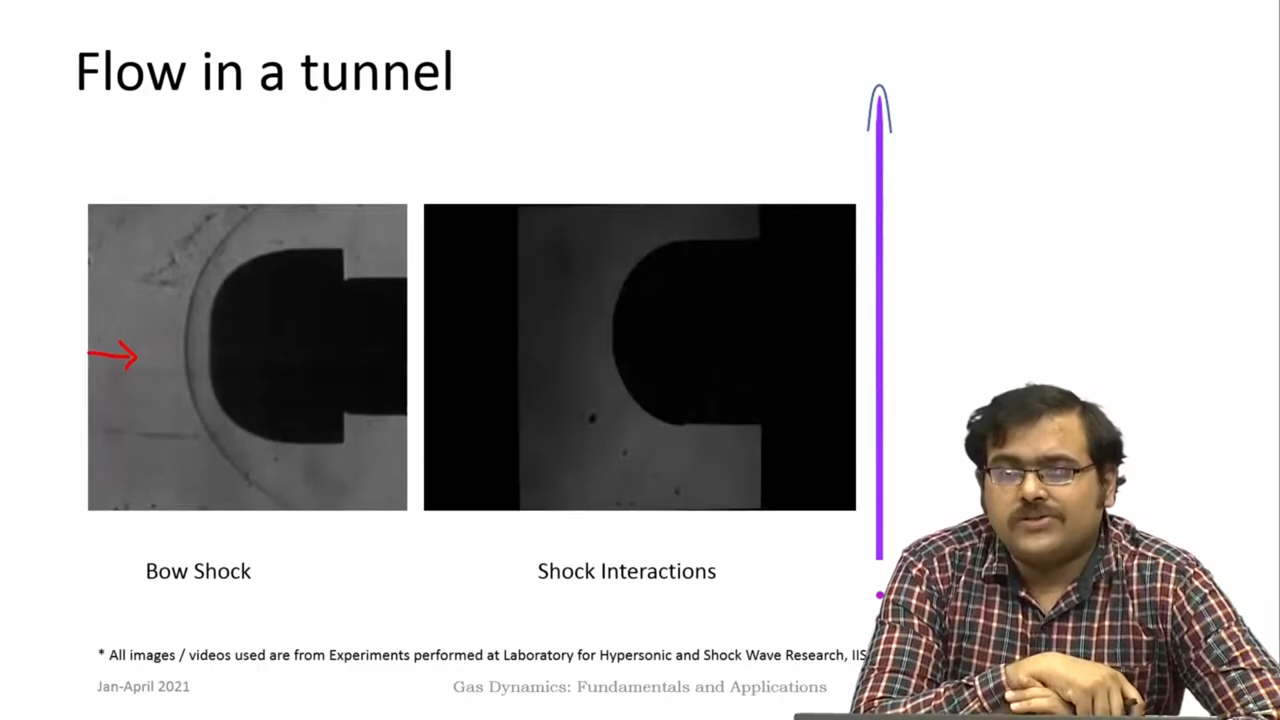 Flow in a tunnel
Bow Shock
Shock Interactions
* All images / videos used are from Experiments performed at Laboratory for Hypersonic and Shock Wave Research, IIS
Jan-April 2021
Gas Dynamics: Fundamentals and Applications